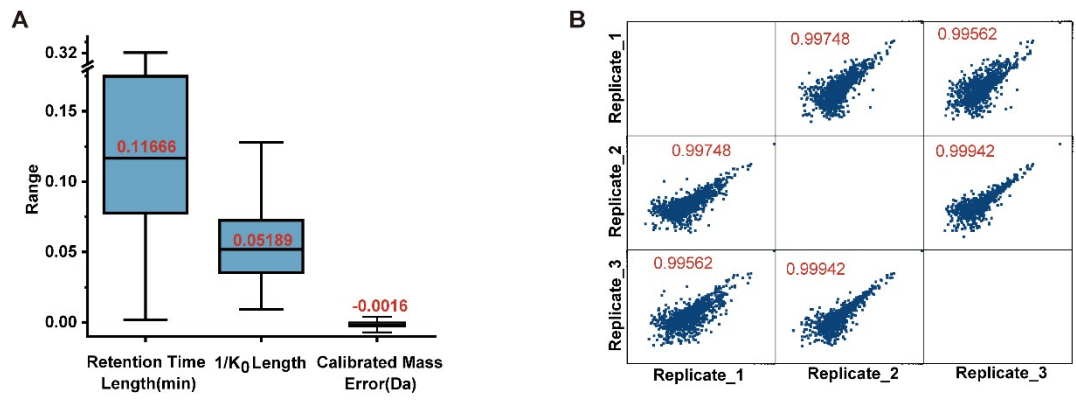 A
Range
0.32
0.15
0.10
0.05
0.00
0.11666
0.05189
-0.0016
Retention Time
Length(min)
1/K0 Length
Calibrated Mass
Error(Da)
B
Replicate_1
Replicate_2
Replicate_3
0.99748
0.99562
0.99748
0.99942
0.99562
0.99942
Replicate_1
Replicate_2
Replicate_3